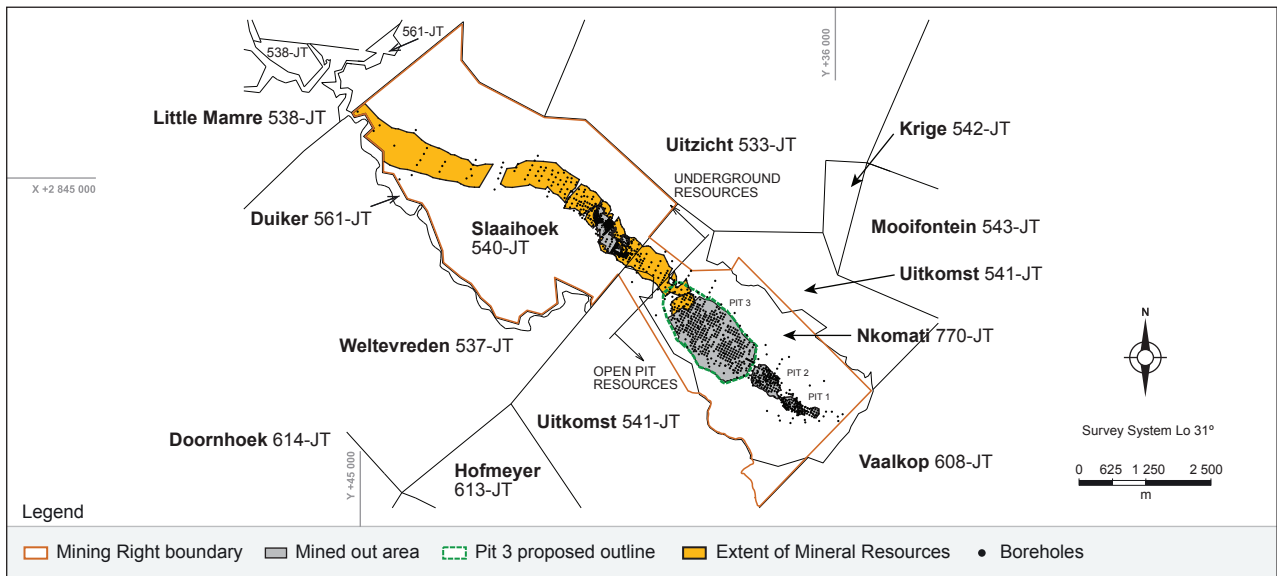 538-JT
561-JT
Y +36 000
Little Mamre 538-JT
Krige 542-JT
Uitzicht 533-JT
UNDERGROUND
RESOURCES
X +2 845 000
Duiker 561-JT
Slaaihoek
540-JT
Mooifontein 543-JT
Uitkomst 541-JT
PIT 3
N
Nkomati 770-JT
Weltevreden 537-JT
OPEN PIT
RESOURCES
PIT 2
PIT 1
Uitkomst 541-JT
Survey System Lo 31º
Doornhoek 614-JT
Y +45 000
Hofmeyer
613-JT
Vaalkop 608-JT
0 625 1 250 2 500
m
Legend
Mining Right boundary
Mined out area
Pit 3 proposed outline
Extent of Mineral Resources
Boreholes